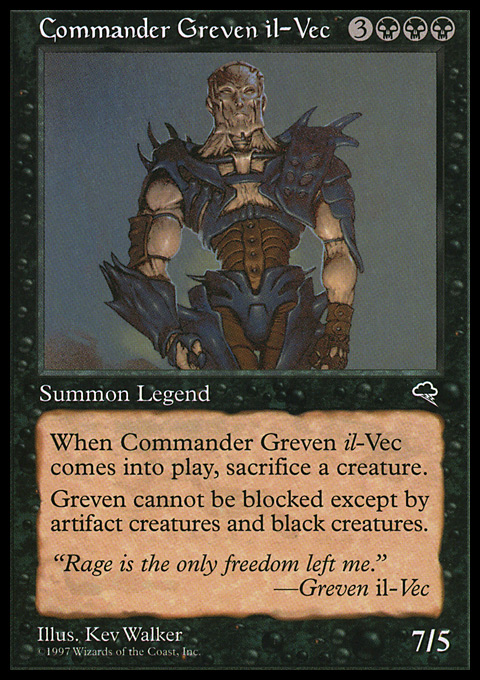 Commander Greven il-Vec 3
Summon Legend
When Commander Greven il-Vec
comes into play, sacrifice a creature.
Greven cannot be blocked except by
artifact creatures and black creatures.
“Rage is the only freedom left me.”
—Greven il-Vec
Illus. Kev Walker
©1997 Wizards of the Coast, Inc.
7/5